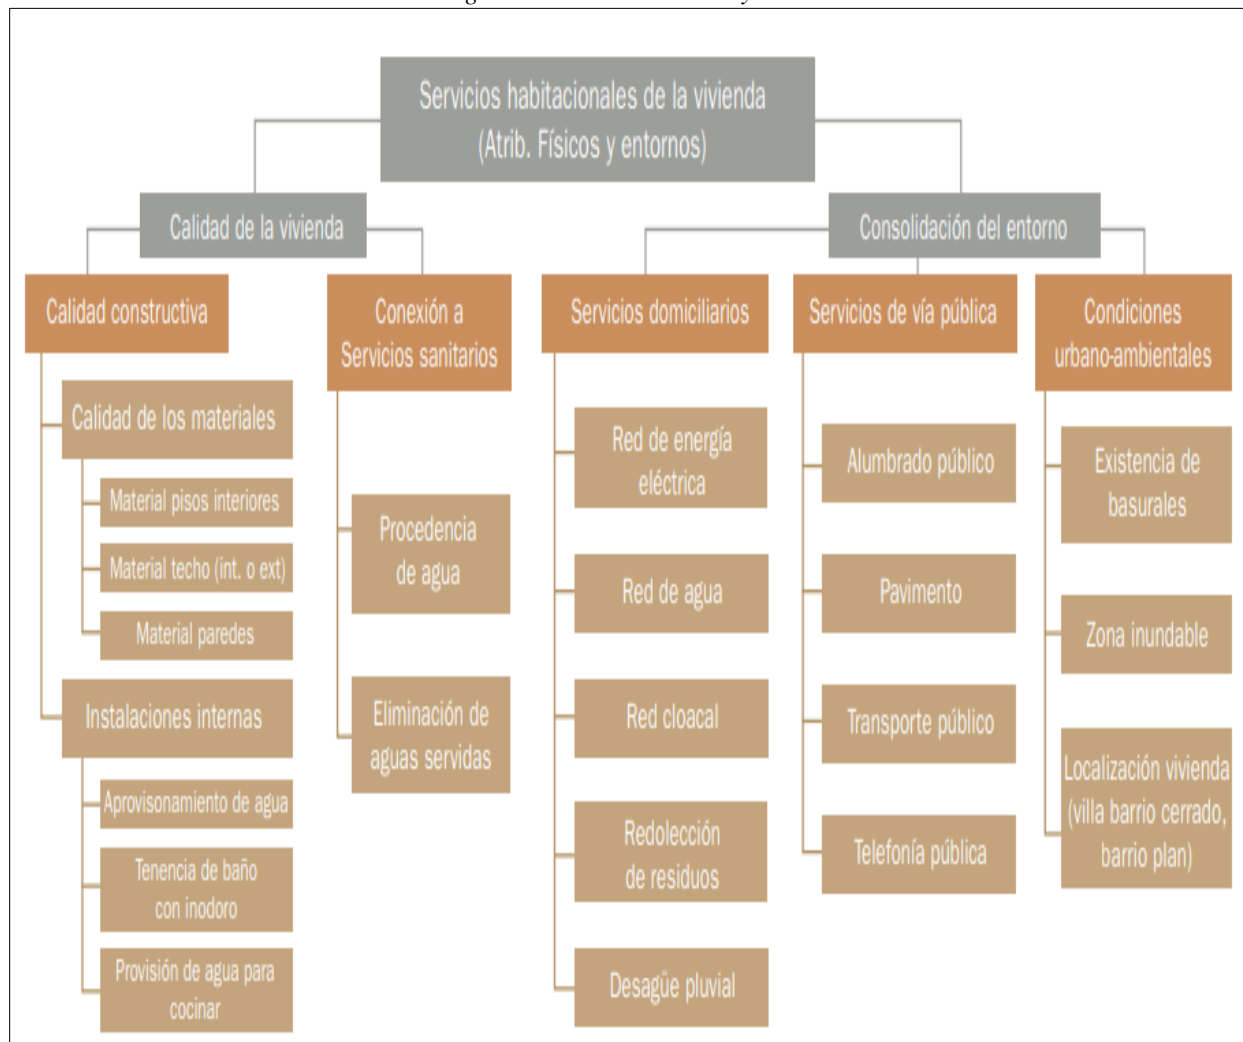 Servicios habitacionales de la vivienda
(Atrib. Físicos y entornos)
Calidad de la vivienda
Consolidación del entorno
Calidad constructiva
Conexión a
Servicios sanitarios
Servicios domiciliarios
Servicios de vía pública
Condiciones
urbano-ambientales
Calidad de los materiales
Material pisos interiores
Material techo (int. o ext)
Material paredes
Instalaciones internas
Aprovisonamiento de agua
Tenencia de baño
con inodoro
Provisión de agua para
cocinar
Procedencia
de agua
Eliminación de
aguas servidas
Red de energía
eléctrica
Red de agua
Red cloacal
Redolección
de residuos
Desagüe pluvial
Alumbrado público
Pavimento
Transporte público
Telefonía pública
Existencia de
basurales
Zona inundable
Localización vivienda
(villa barrio cerrado,
barrio plan)